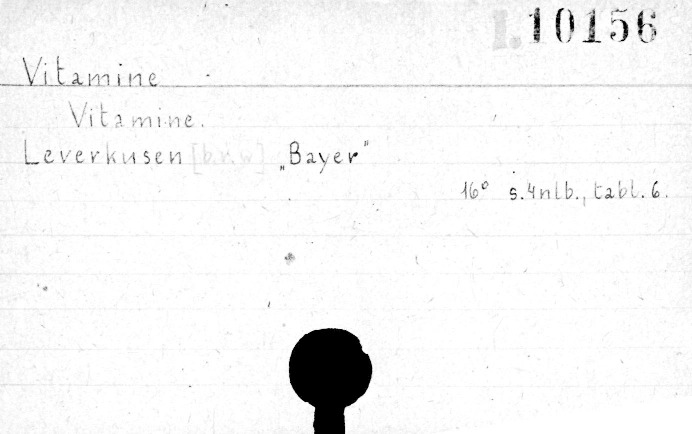 I.10156
Vitamine
Vitamine.
Leverkusen [b.r.w] „Bayer”
16° s.4nlb., tabl. 6.